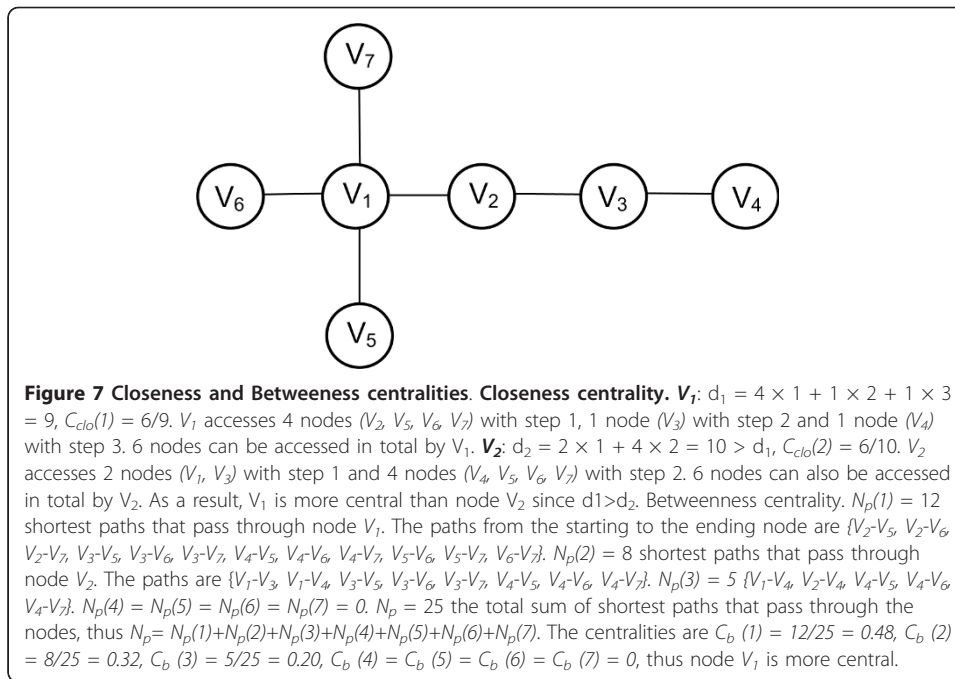 V₇
V₆ V₁ V₂ V₃ V₄
V₅
Figure 7 Closeness and Betweeness centralities. Closeness centrality. V₁: d₁ = 4 × 1 + 1 × 2 + 1 × 3
= 9, C_clo(1) = 6/9. V₁ accesses 4 nodes (V₂, V₅, V₆, V₇) with step 1, 1 node (V₃) with step 2 and 1 node (V₄)
with step 3. 6 nodes can be accessed in total by V₁. V₂: d₂ = 2 × 1 + 4 × 2 = 10 > d₁, C_clo(2) = 6/10. V₂
accesses 2 nodes (V₁, V₃) with step 1 and 4 nodes (V₄, V₅, V₆, V₇) with step 2. 6 nodes can also be accessed
in total by V₂. As a result, V₁ is more central than node V₂ since d1>d₂. Betweenness centrality. Nₚ(1) = 12
shortest paths that pass through node V₁. The paths from the starting to the ending node are {V₂-V₅, V₂-V₆,
V₂-V₇, V₃-V₅, V₃-V₆, V₃-V₇, V₄-V₅, V₄-V₆, V₄-V₇, V₅-V₆, V₅-V₇, V₆-V₇}. Nₚ(2) = 8 shortest paths that pass through
node V₂. The paths are {V₁-V₃, V₁-V₄, V₃-V₅, V₃-V₆, V₃-V₇, V₄-V₅, V₄-V₆, V₄-V₇}. Nₚ(3) = 5 {V₁-V₄, V₂-V₄, V₄-V₅, V₄-V₆,
V₄-V₇}. Nₚ(4) = Nₚ(5) = Nₚ(6) = Nₚ(7) = 0. Nₚ = 25 the total sum of shortest paths that pass through the
nodes, thus Nₚ= Nₚ(1)+Nₚ(2)+Nₚ(3)+Nₚ(4)+Nₚ(5)+Nₚ(6)+Nₚ(7). The centralities are C_b (1) = 12/25 = 0.48, C_b (2)
= 8/25 = 0.32, C_b (3) = 5/25 = 0.20, C_b (4) = C_b (5) = C_b (6) = C_b (7) = 0, thus node V₁ is more central.